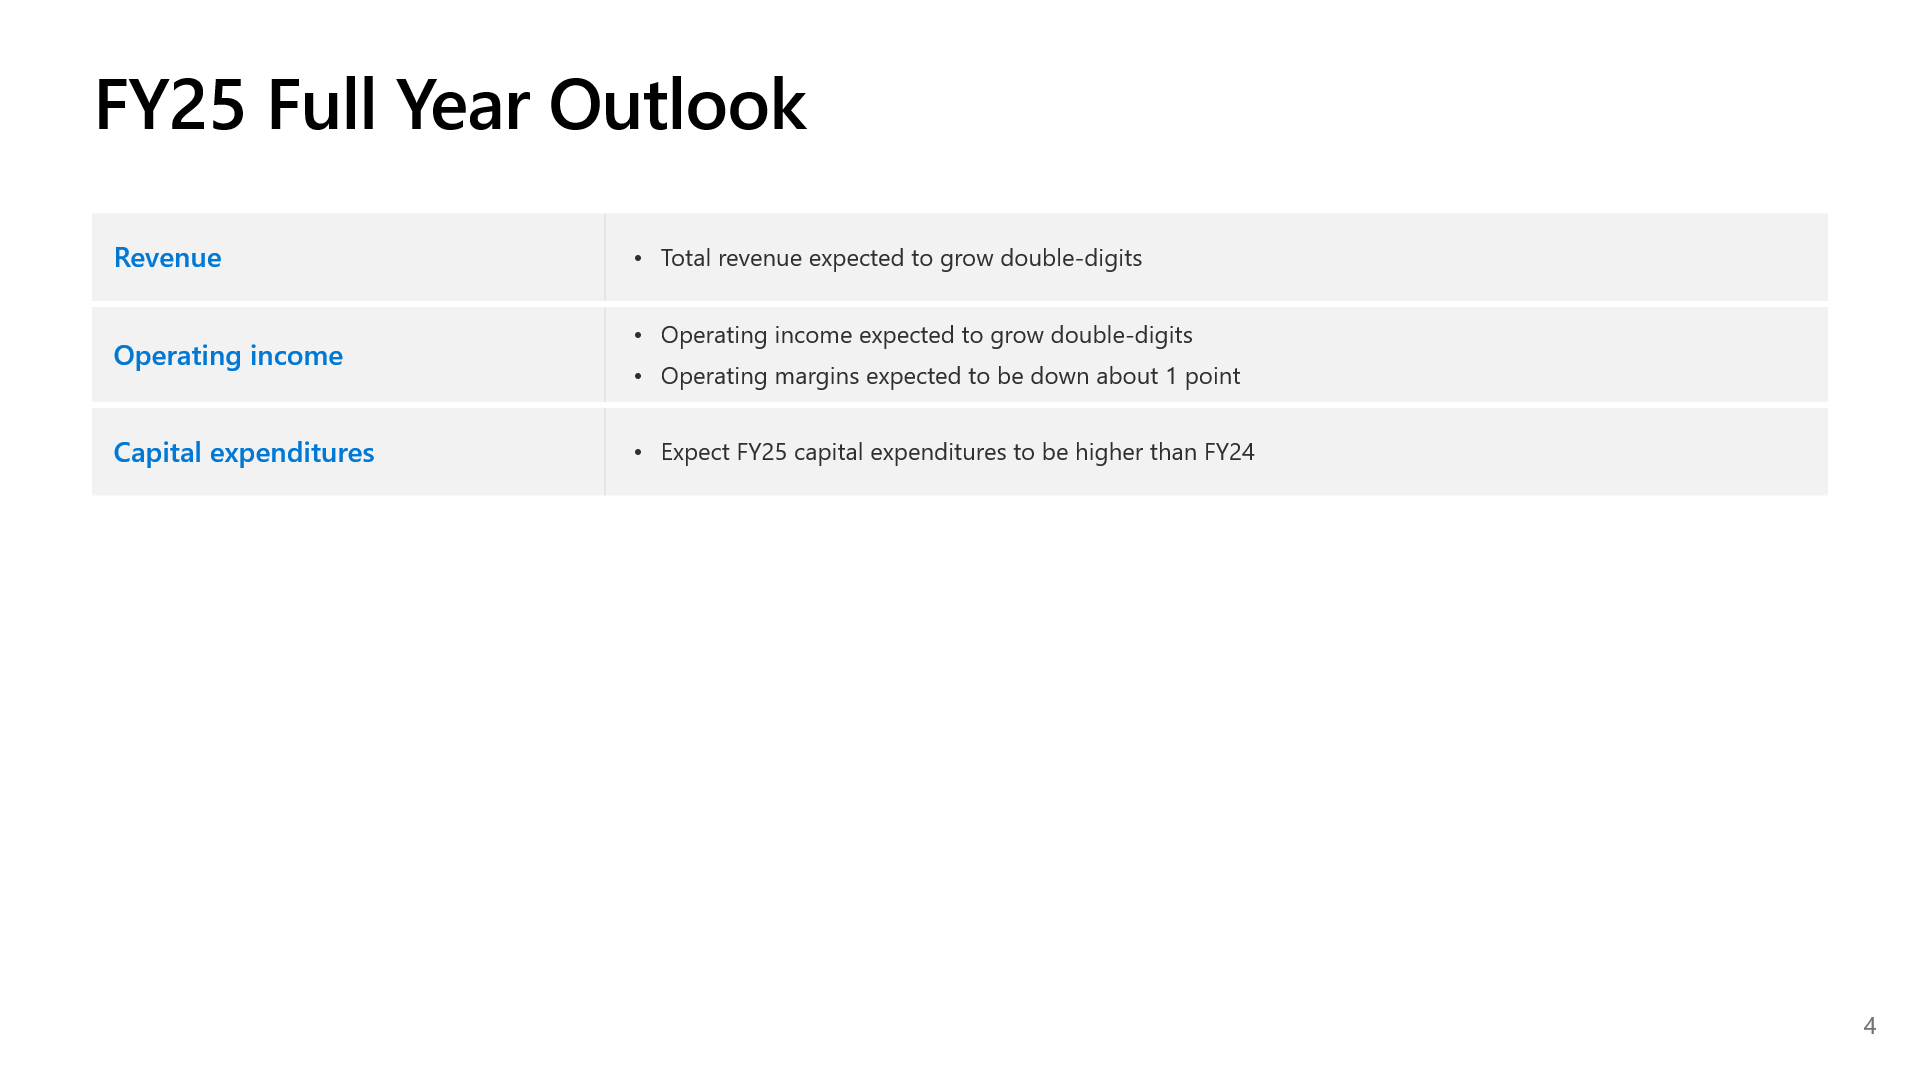 FY25 Full Year Outlook
Revenue
• Total revenue expected to grow double-digits
Operating income
• Operating income expected to grow double-digits
• Operating margins expected to be down about 1 point
Capital expenditures
• Expect FY25 capital expenditures to be higher than FY24
4